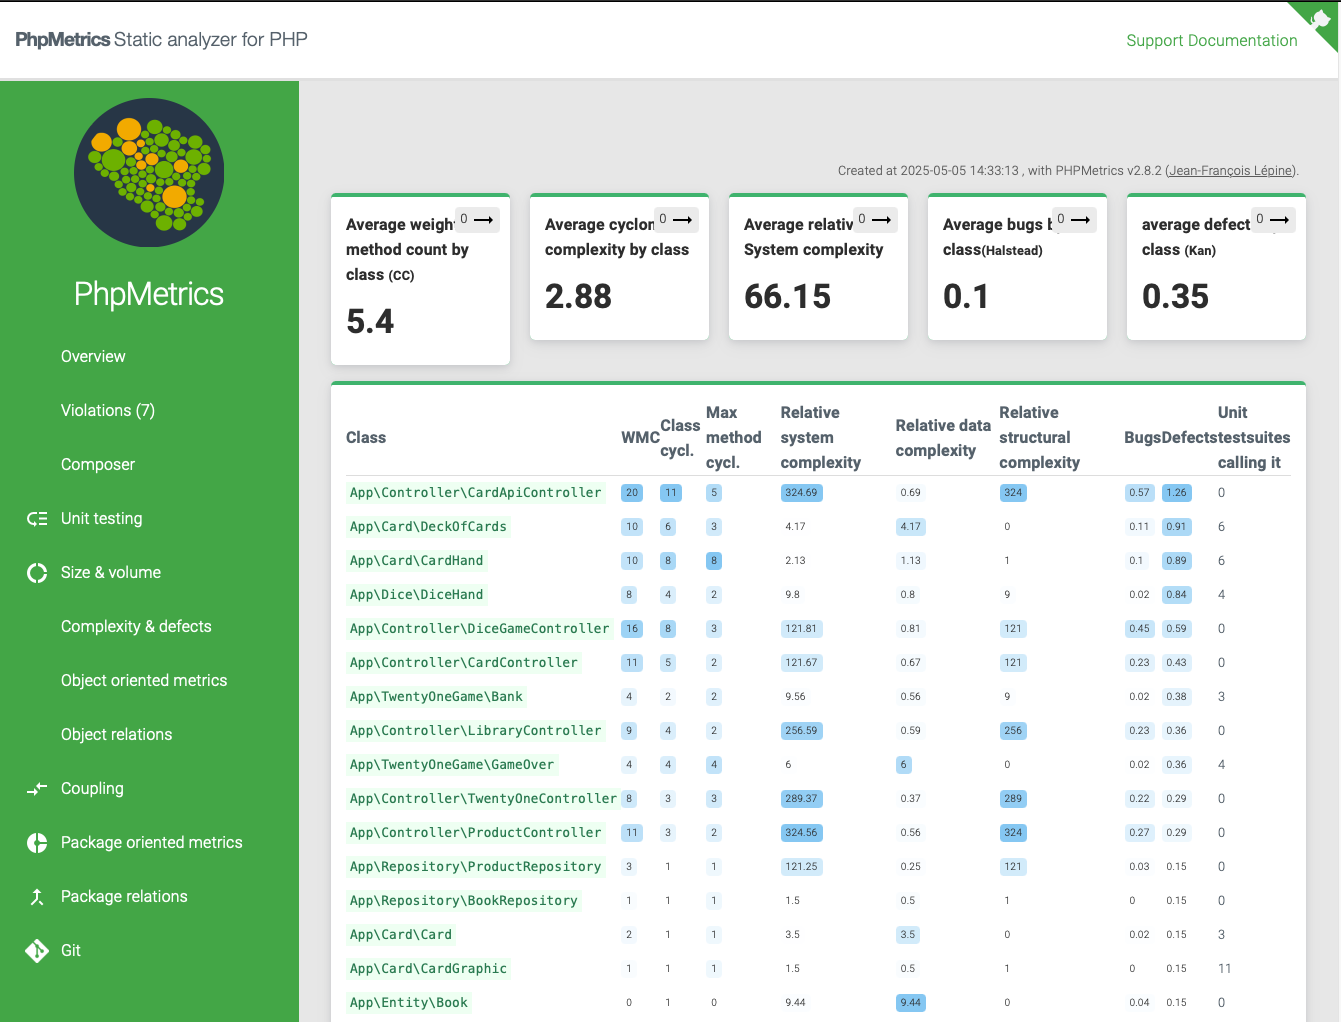 PhpMetrics Static analyzer for PHP
Support Documentation
PhpMetrics
Overview
Violations (7)
Composer
Unit testing
Size & volume
Complexity & defects
Object oriented metrics
Object relations
Coupling
Package oriented metrics
Package relations
Git
Created at 2025-05-05 14:33:13 , with PHPMetrics v2.8.2 (Jean-François Lépine).
Average weigh
0
method count by
class (CC)
5.4
Average cyclon
0
complexity by class
2.88
Average relativ
0
System complexity
66.15
Average bugs b
0
class(Halstead)
0.1
average defect
0
class (Kan)
0.35
Class WMC Class cycl. Max method cycl. Relative system complexity Relative data complexity Relative structural complexity Bugs Defects Unit testsuites calling it
App\Controller\CardApiController 20 11 5 324.69 0.69 324 0.57 1.26 0
App\Card\DeckOfCards 10 6 3 4.17 4.17 0 0.11 0.91 6
App\Card\CardHand 10 8 8 2.13 1.13 1 0.1 0.89 6
App\Dice\DiceHand 8 4 2 9.8 0.8 9 0.02 0.84 4
App\Controller\DiceGameController 16 8 3 121.81 0.81 121 0.45 0.59 0
App\Controller\CardController 11 5 2 121.67 0.67 121 0.23 0.43 0
App\TwentyOneGame\Bank 4 2 2 9.56 0.56 9 0.02 0.38 3
App\Controller\LibraryController 9 4 2 256.59 0.59 256 0.23 0.36 0
App\TwentyOneGame\GameOver 4 4 4 6 6 0 0.02 0.36 4
App\Controller\TwentyOneController 8 3 3 289.37 0.37 289 0.22 0.29 0
App\Controller\ProductController 11 3 2 324.56 0.56 324 0.27 0.29 0
App\Repository\ProductRepository 3 1 1 121.25 0.25 121 0.03 0.15 0
App\Repository\BookRepository 1 1 1 1.5 0.5 1 0 0.15 0
App\Card\Card 2 1 1 3.5 3.5 0 0.02 0.15 3
App\Card\CardGraphic 1 1 1 1.5 0.5 1 0 0.15 11
App\Entity\Book 0 1 0 9.44 9.44 0 0.04 0.15 0